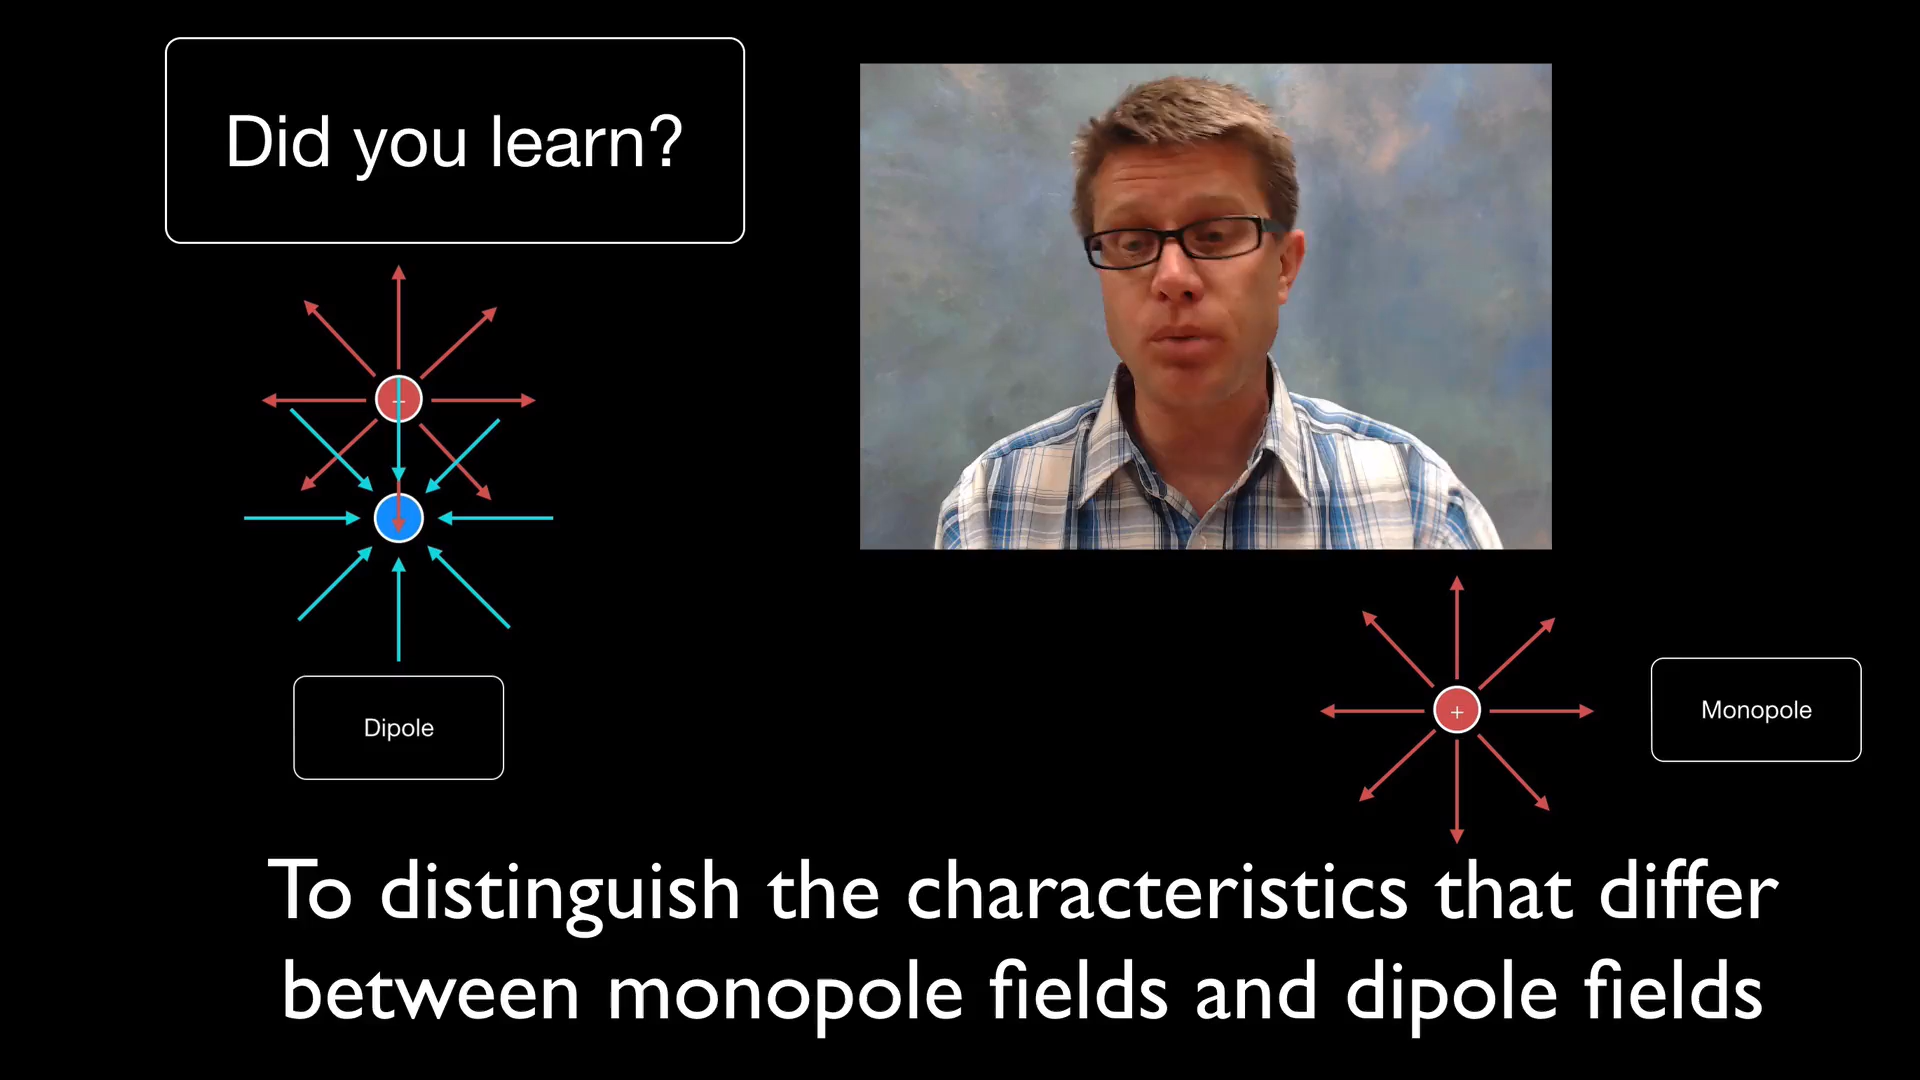 Did you learn?
Dipole
+
Monopole
To distinguish the characteristics that differ
between monopole fields and dipole fields